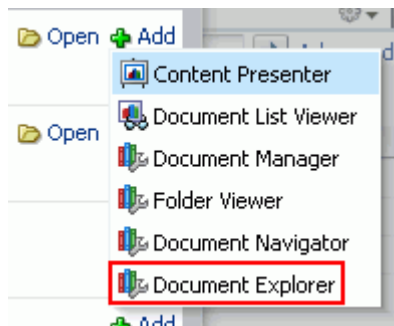 Open Add
Content Presenter
Document List Viewer
Open
Document Manager
Folder Viewer
Document Navigator
Document Explorer
Add